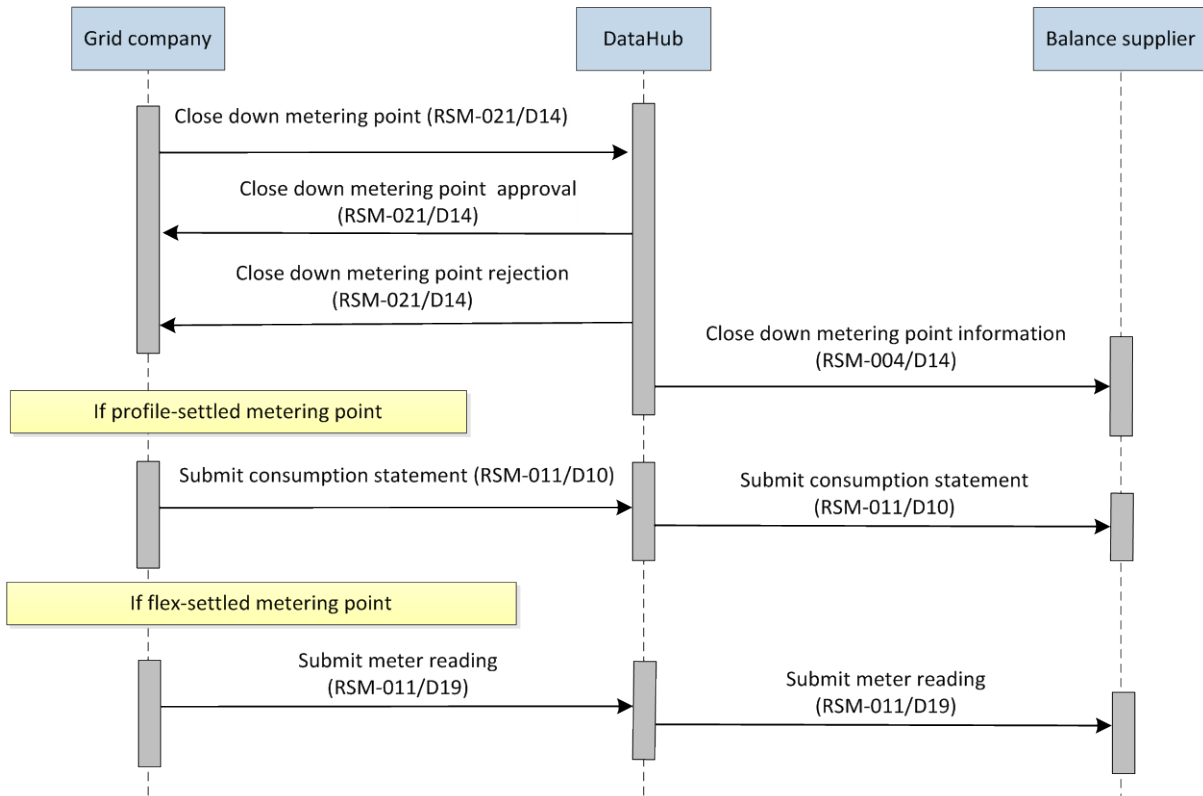 Grid company
DataHub
Balance supplier
Close down metering point (RSM-021/D14)
Close down metering point approval
(RSM-021/D14)
Close down metering point rejection
(RSM-021/D14)
Close down metering point information
(RSM-004/D14)
If profile-settled metering point
Submit consumption statement (RSM-011/D10)
Submit consumption statement
(RSM-011/D10)
If flex-settled metering point
Submit meter reading
(RSM-011/D19)
Submit meter reading
(RSM-011/D19)